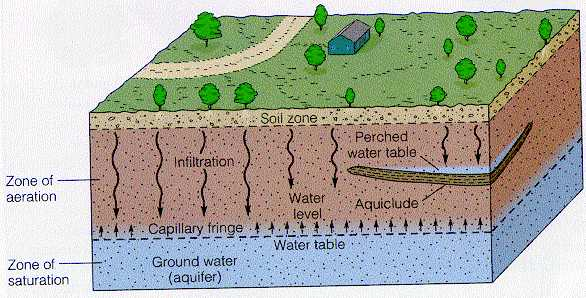 Soil zone
Perched
water table
Infiltration
Zone of
aeration
Water
level
Aquiclude
Capillary fringe
Water table
Zone of
saturation
Ground water
(aquifer)